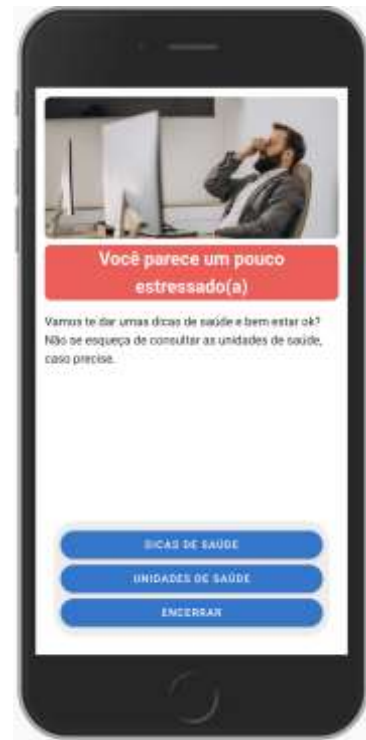 Você parece um pouco
estressado(a)
Vamos te dar umas dicas de saúde e bem estar ok?
Não se esqueça de consultar as unidades de saúde,
caso precise.
DICAS DE SAÚDE
UNIDADES DE SAÚDE
ENCERRAR